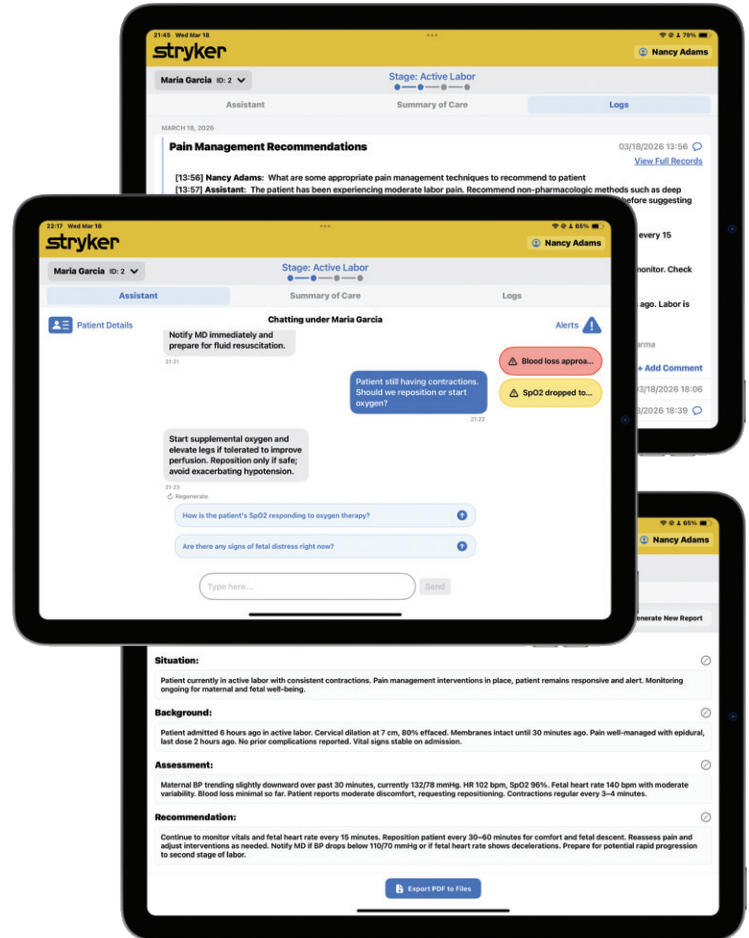 21:45 Wed Mar 18
79%
stryker
Nancy Adams
Maria Garcia ID: 2
Stage: Active Labor
Assistant
Summary of Care
Logs
MARCH 18, 2026
Pain Management Recommendations
03/18/2026 13:56
View Full Records
[13:56] Nancy Adams: What are some appropriate pain management techniques to recommend to patient
[13:57] Assistant: The patient has been experiencing moderate labor pain. Recommend non-pharmacologic methods such as deep
before suggesting
every 15
monitor. Check
ago. Labor is
+ Add Comment
03/18/2026 18:06
18:39
22:17 Wed Mar 18
65%
stryker
Nancy Adams
Maria Garcia ID: 2
Stage: Active Labor
Assistant
Summary of Care
Logs
Patient Details
Chatting under Maria Garcia
Alerts
Notify MD immediately and
prepare for fluid resuscitation.
21:21
Blood loss approa...
SpO2 dropped to...
Patient still having contractions.
Should we reposition or start
oxygen?
21:22
Start supplemental oxygen and
elevate legs if tolerated to improve
perfusion. Reposition only if safe;
avoid exacerbating hypotension.
21:23
Regenerate
How is the patient's SpO2 responding to oxygen therapy?
Are there any signs of fetal distress right now?
Type here...
Send
65%
Nancy Adams
New Report
Situation:
Patient currently in active labor with consistent contractions. Pain management interventions in place, patient remains responsive and alert. Monitoring
ongoing for maternal and fetal well-being.
Background:
Patient admitted 6 hours ago in active labor. Cervical dilation at 7 cm, 80% effaced. Membranes intact until 30 minutes ago. Pain well-managed with epidural,
last dose 2 hours ago. No prior complications reported. Vital signs stable on admission.
Assessment:
Maternal BP trending slightly downward over past 30 minutes, currently 132/78 mmHg. HR 102 bpm, SpO2 96%. Fetal heart rate 140 bpm with moderate
variability. Blood loss minimal so far. Patient reports moderate discomfort, requesting repositioning. Contractions regular every 3–4 minutes.
Recommendation:
Continue to monitor vitals and fetal heart rate every 15 minutes. Reposition patient every 30–60 minutes for comfort and fetal descent. Reassess pain and
adjust interventions as needed. Notify MD if BP drops below 110/70 mmHg or if fetal heart rate shows decelerations. Prepare for potential rapid progression
to second stage of labor.
Export PDF to Files